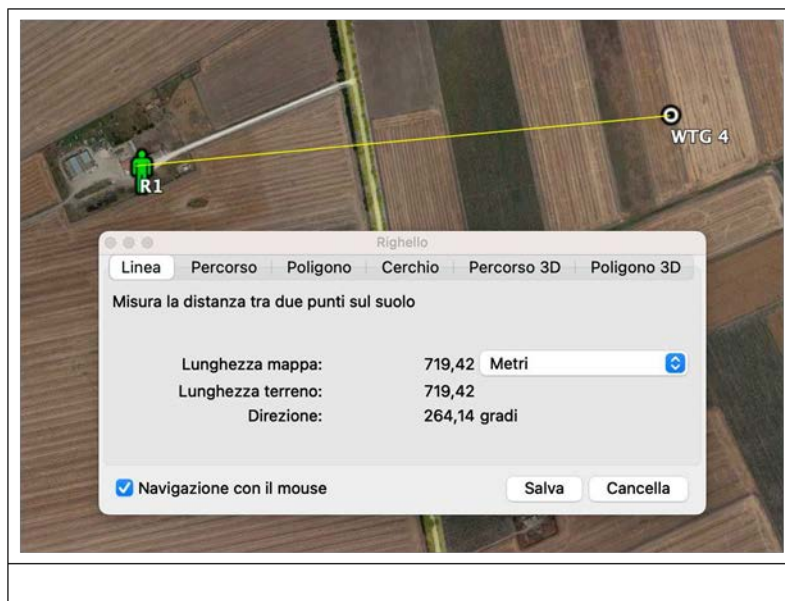 WTG 4
R1
Righello
Linea Percorso Poligono Cerchio Percorso 3D Poligono 3D
Misura la distanza tra due punti sul suolo
Lunghezza mappa: 719,42 Metri
Lunghezza terreno: 719,42
Direzione: 264,14 gradi
Navigazione con il mouse Salva Cancella